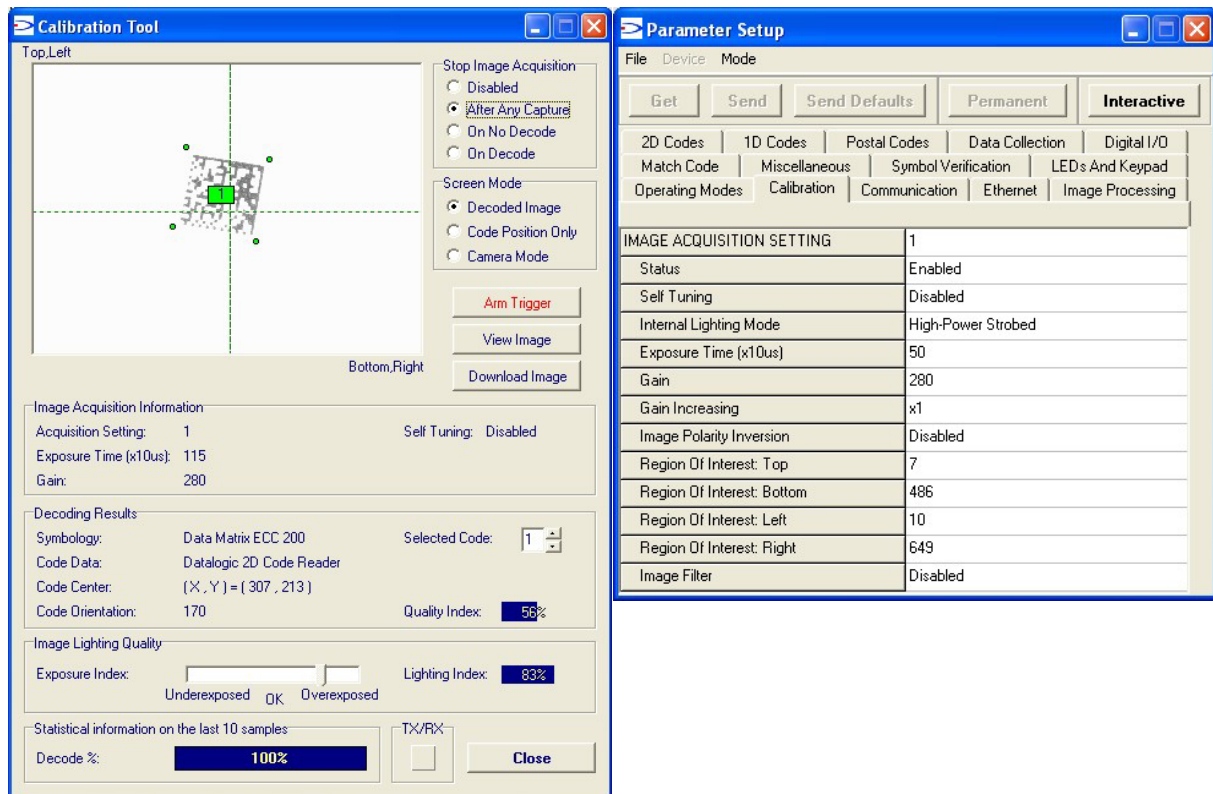 Calibration Tool
Top,Left
Stop Image Acquisition
Disabled
After Any Capture
On No Decode
On Decode
Screen Mode
Decoded Image
Code Position Only
Camera Mode
1
Arm Trigger
View Image
Bottom,Right
Download Image
Image Acquisition Information
Acquisition Setting: 1 Self Tuning: Disabled
Exposure Time (x10us): 115
Gain: 280
Decoding Results
Symbology: Data Matrix ECC 200 Selected Code: 1
Code Data: Datalogic 2D Code Reader
Code Center: ( X , Y ) = ( 307 , 213 )
Code Orientation: 170 Quality Index: 56%
Image Lighting Quality
Exposure Index: Lighting Index: 83%
Underexposed OK Overexposed
Statistical information on the last 10 samples TX/RX
Decode %: 100% Close
Parameter Setup
File Device Mode
Get Send Send Defaults Permanent Interactive
2D Codes 1D Codes Postal Codes Data Collection Digital I/O
Match Code Miscellaneous Symbol Verification LEDs And Keypad
Operating Modes Calibration Communication Ethernet Image Processing
IMAGE ACQUISITION SETTING 1
Status Enabled
Self Tuning Disabled
Internal Lighting Mode High-Power Strobed
Exposure Time (x10us) 50
Gain 280
Gain Increasing x1
Image Polarity Inversion Disabled
Region Of Interest: Top 7
Region Of Interest: Bottom 486
Region Of Interest: Left 10
Region Of Interest: Right 649
Image Filter Disabled